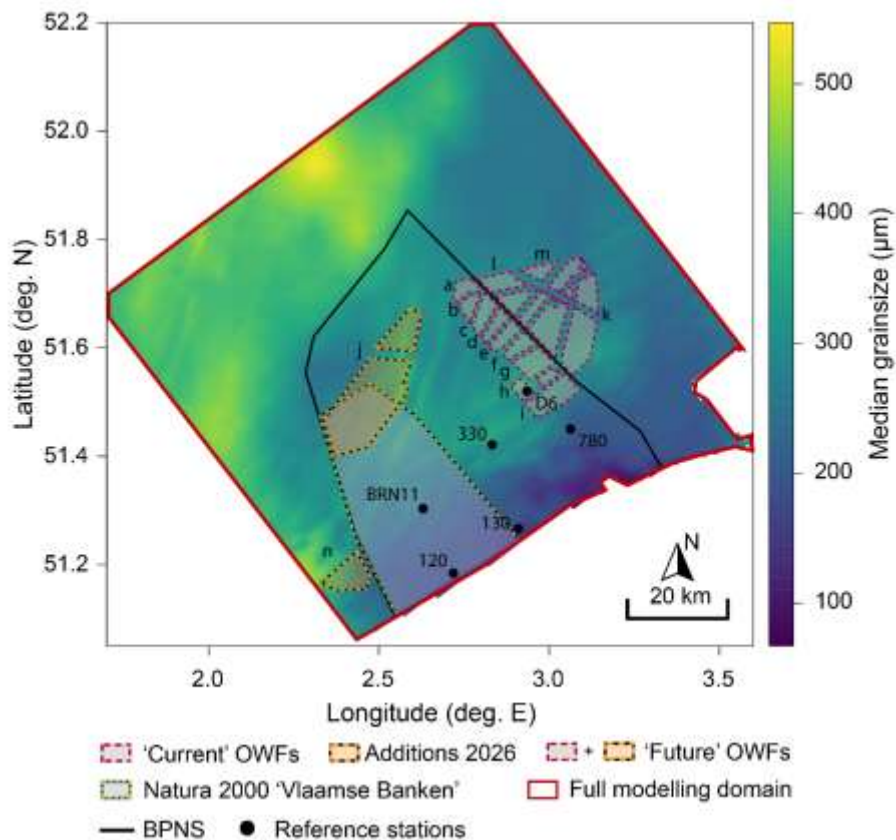 52.2
52.0
51.8
51.6
51.4
51.2
Latitude (deg. N)
2.0 2.5 3.0 3.5
Longitude (deg. E)
500
400
300
200
100
Median grainsize (µm)
l m
a
b
c
d
e
f
g
h
i
k
j
n
D6
330
780
BRN11
130
120
N
20 km
'Current' OWFs Additions 2026 + 'Future' OWFs
Natura 2000 'Vlaamse Banken' Full modelling domain
BPNS Reference stations